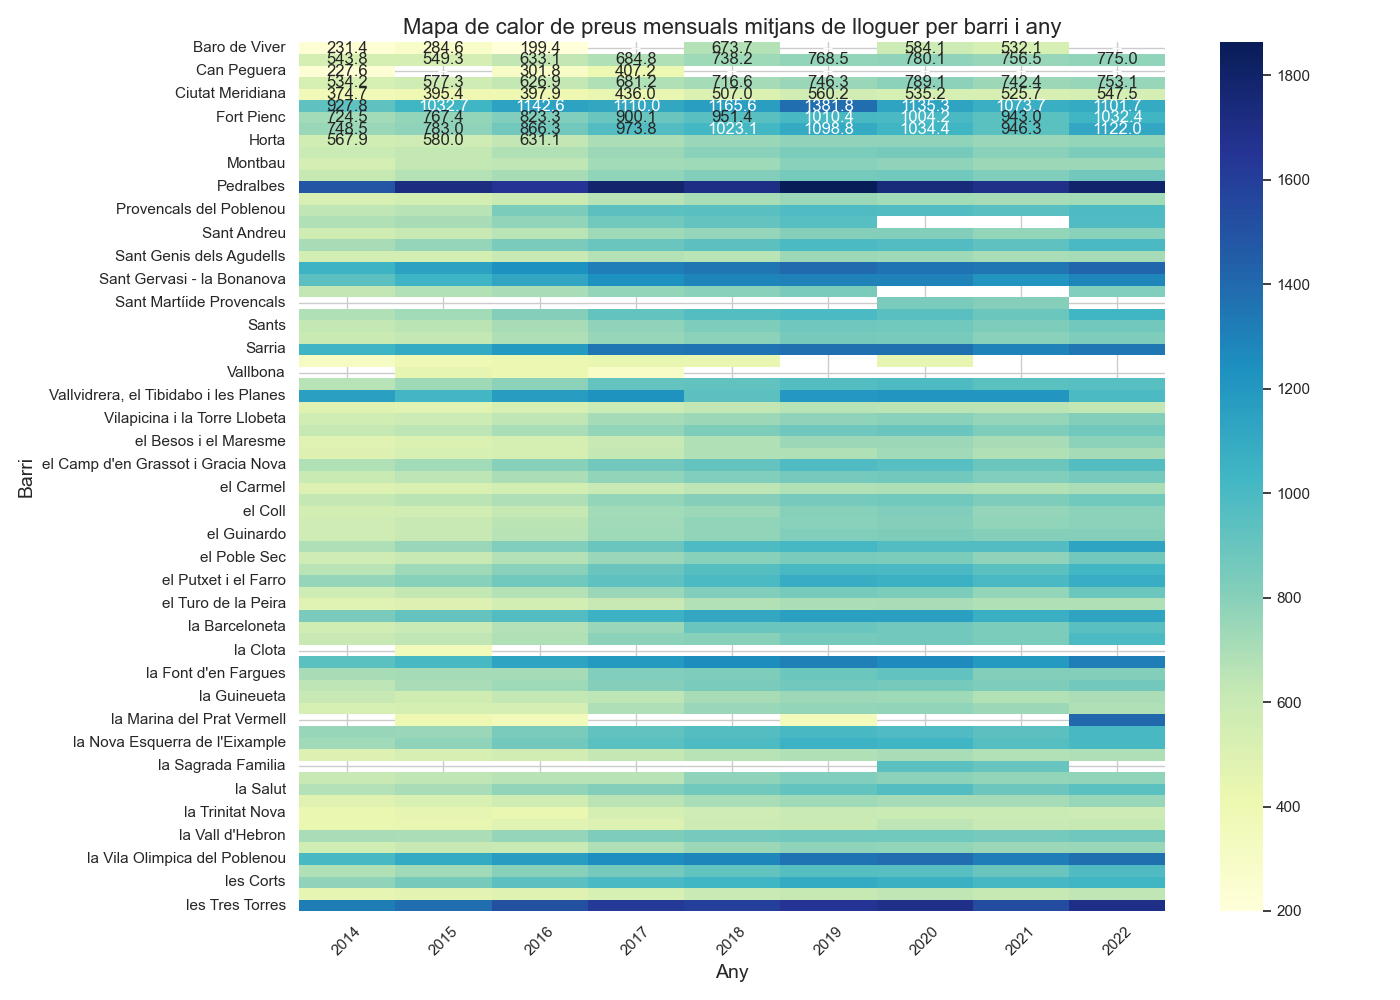 Mapa de calor de preus mensuals mitjans de lloguer per barri i any
Baro de Viver 231.4 284.6 199.4 673.7 584.1 532.1
543.8 549.3 633.1 684.8 738.2 768.5 780.1 756.5 775.0
Can Peguera 227.6 301.8 407.2
534.2 577.3 626.9 681.2 716.6 746.3 789.1 742.4 753.1
Ciutat Meridiana 374.7 395.4 397.9 436.0 507.0 560.2 535.2 525.7 547.5
927.8 1032.7 1142.6 1110.0 1165.6 1381.8 1135.3 1073.7 1101.7
Fort Pienc 724.5 767.4 823.3 900.1 951.4 1010.4 1004.2 943.0 1032.4
748.5 783.0 866.3 973.8 1023.1 1098.8 1034.4 946.3 1122.0
Horta 567.9 580.0 631.1
Montbau
Pedralbes
Provencals del Poblenou
Sant Andreu
Sant Genis dels Agudells
Sant Gervasi - la Bonanova
Sant Martíide Provencals
Sants
Sarria
Vallbona
Vallvidrera, el Tibidabo i les Planes
Vilapicina i la Torre Llobeta
el Besos i el Maresme
el Camp d'en Grassot i Gracia Nova
el Carmel
el Coll
el Guinardo
el Poble Sec
el Putxet i el Farro
el Turo de la Peira
la Barceloneta
la Clota
la Font d'en Fargues
la Guineueta
la Marina del Prat Vermell
la Nova Esquerra de l'Eixample
la Sagrada Familia
la Salut
la Trinitat Nova
la Vall d'Hebron
la Vila Olimpica del Poblenou
les Corts
les Tres Torres
Barri
2014 2015 2016 2017 2018 2019 2020 2021 2022
Any
1800
1600
1400
1200
1000
800
600
400
200